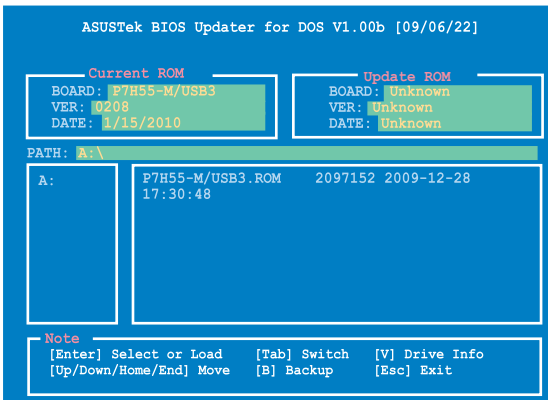 ASUSTek BIOS Updater for DOS V1.00b [09/06/22]
Current ROM
BOARD: P7H55-M/USB3
VER: 0208
DATE: 1/15/2010
Update ROM
BOARD: Unknown
VER: Unknown
DATE: Unknown
PATH: A:\
A:
P7H55-M/USB3.ROM 2097152 2009-12-28
17:30:48
Note
[Enter] Select or Load [Tab] Switch [V] Drive Info
[Up/Down/Home/End] Move [B] Backup [Esc] Exit